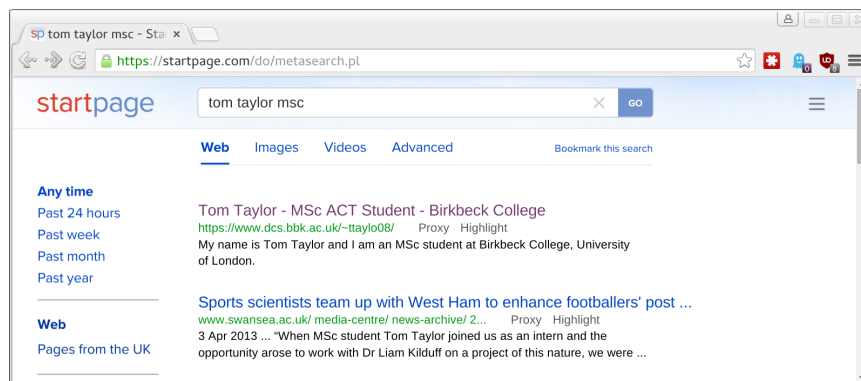 sp tom taylor msc - Sta
https://startpage.com/do/metasearch.pl
0
8
startpage
tom taylor msc
GO
Web Images Videos Advanced Bookmark this search
Any time
Past 24 hours
Past week
Past month
Past year
Web
Pages from the UK
Tom Taylor - MSc ACT Student - Birkbeck College
https://www.dcs.bbk.ac.uk/~ttaylo08/ Proxy Highlight
My name is Tom Taylor and I am an MSc student at Birkbeck College, University
of London.
Sports scientists team up with West Ham to enhance footballers' post ...
www.swansea.ac.uk/ media-centre/ news-archive/ 2... Proxy Highlight
3 Apr 2013 ... “When MSc student Tom Taylor joined us as an intern and the
opportunity arose to work with Dr Liam Kilduff on a project of this nature, we were ...